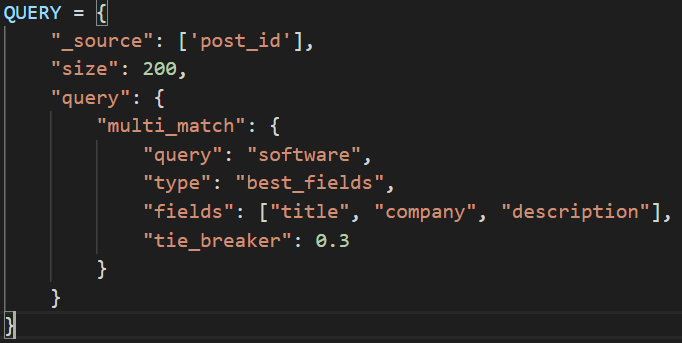 QUERY = {
    "_source": ['post_id'],
    "size": 200,
    "query": {
        "multi_match": {
            "query": "software",
            "type": "best_fields",
            "fields": ["title", "company", "description"],
            "tie_breaker": 0.3
        }
    }
}